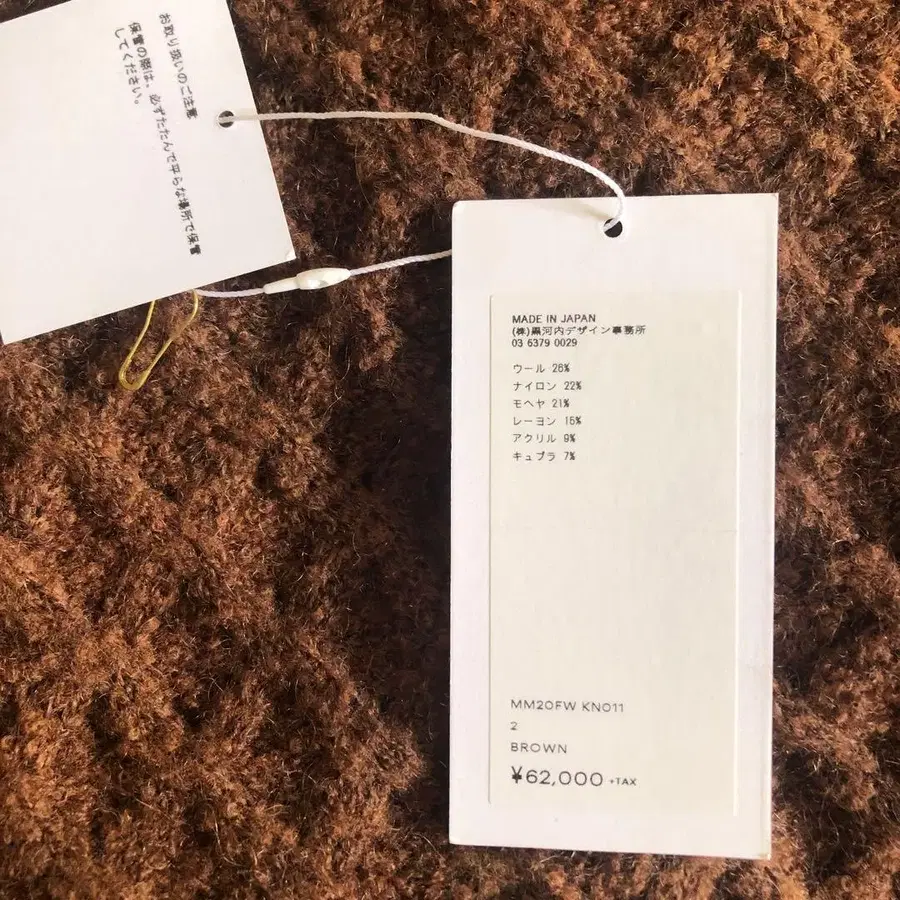 お取り扱いのご注意
保管の際は、必ずたたんで平らな場所で保管
してください。
MADE IN JAPAN
(株)黒河内デザイン事務所
03 6379 0029
ウール 26%
ナイロン 22%
モヘヤ 21%
レーヨン 15%
アクリル 9%
キュプラ 7%
MM20FW KN011
2
BROWN
¥62,000 +TAX